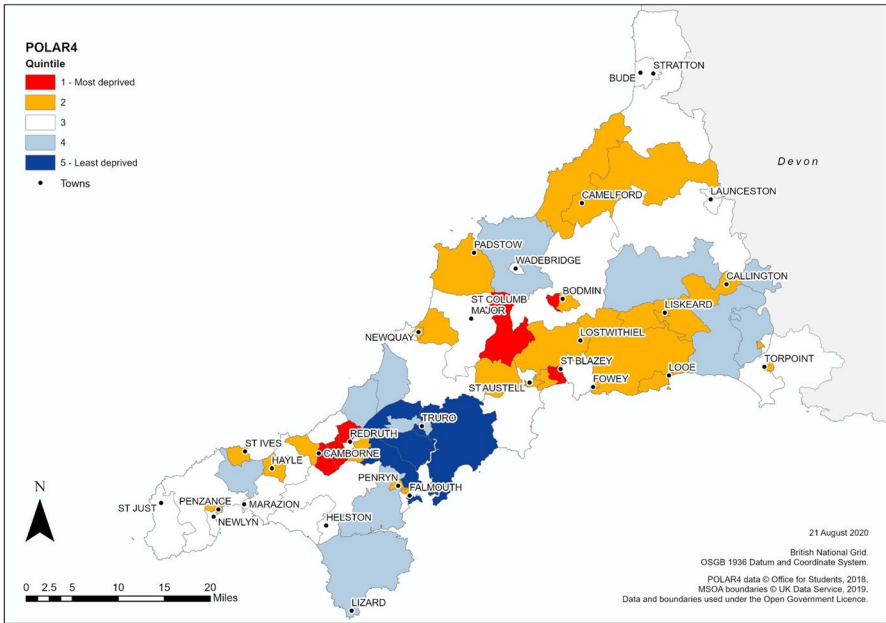 POLAR4
Quintile
1 - Most deprived
2
3
4
5 - Least deprived
Towns
STRATTON
BUDE
Devon
CAMELFORD
LAUNCESTON
PADSTOW
WADEBRIDGE
CALLINGTON
BODMIN
ST COLUMB
MAJOR
LISKEARD
NEWQUAY
LOSTWITHIEL
ST BLAZEY
TORPOINT
LOOE
ST AUSTELL
FOWEY
TRURO
REDRUTH
ST IVES
CAMBORNE
HAYLE
PENRYN
FALMOUTH
N
ST JUST
PENZANCE
MARAZION
NEWLYN
HELSTON
LIZARD
0 2.5 5 10 15 20
Miles
21 August 2020
British National Grid.
OSGB 1936 Datum and Coordinate System.
POLAR4 data © Office for Students, 2018.
MSOA boundaries © UK Data Service, 2019.
Data and boundaries used under the Open Government Licence.